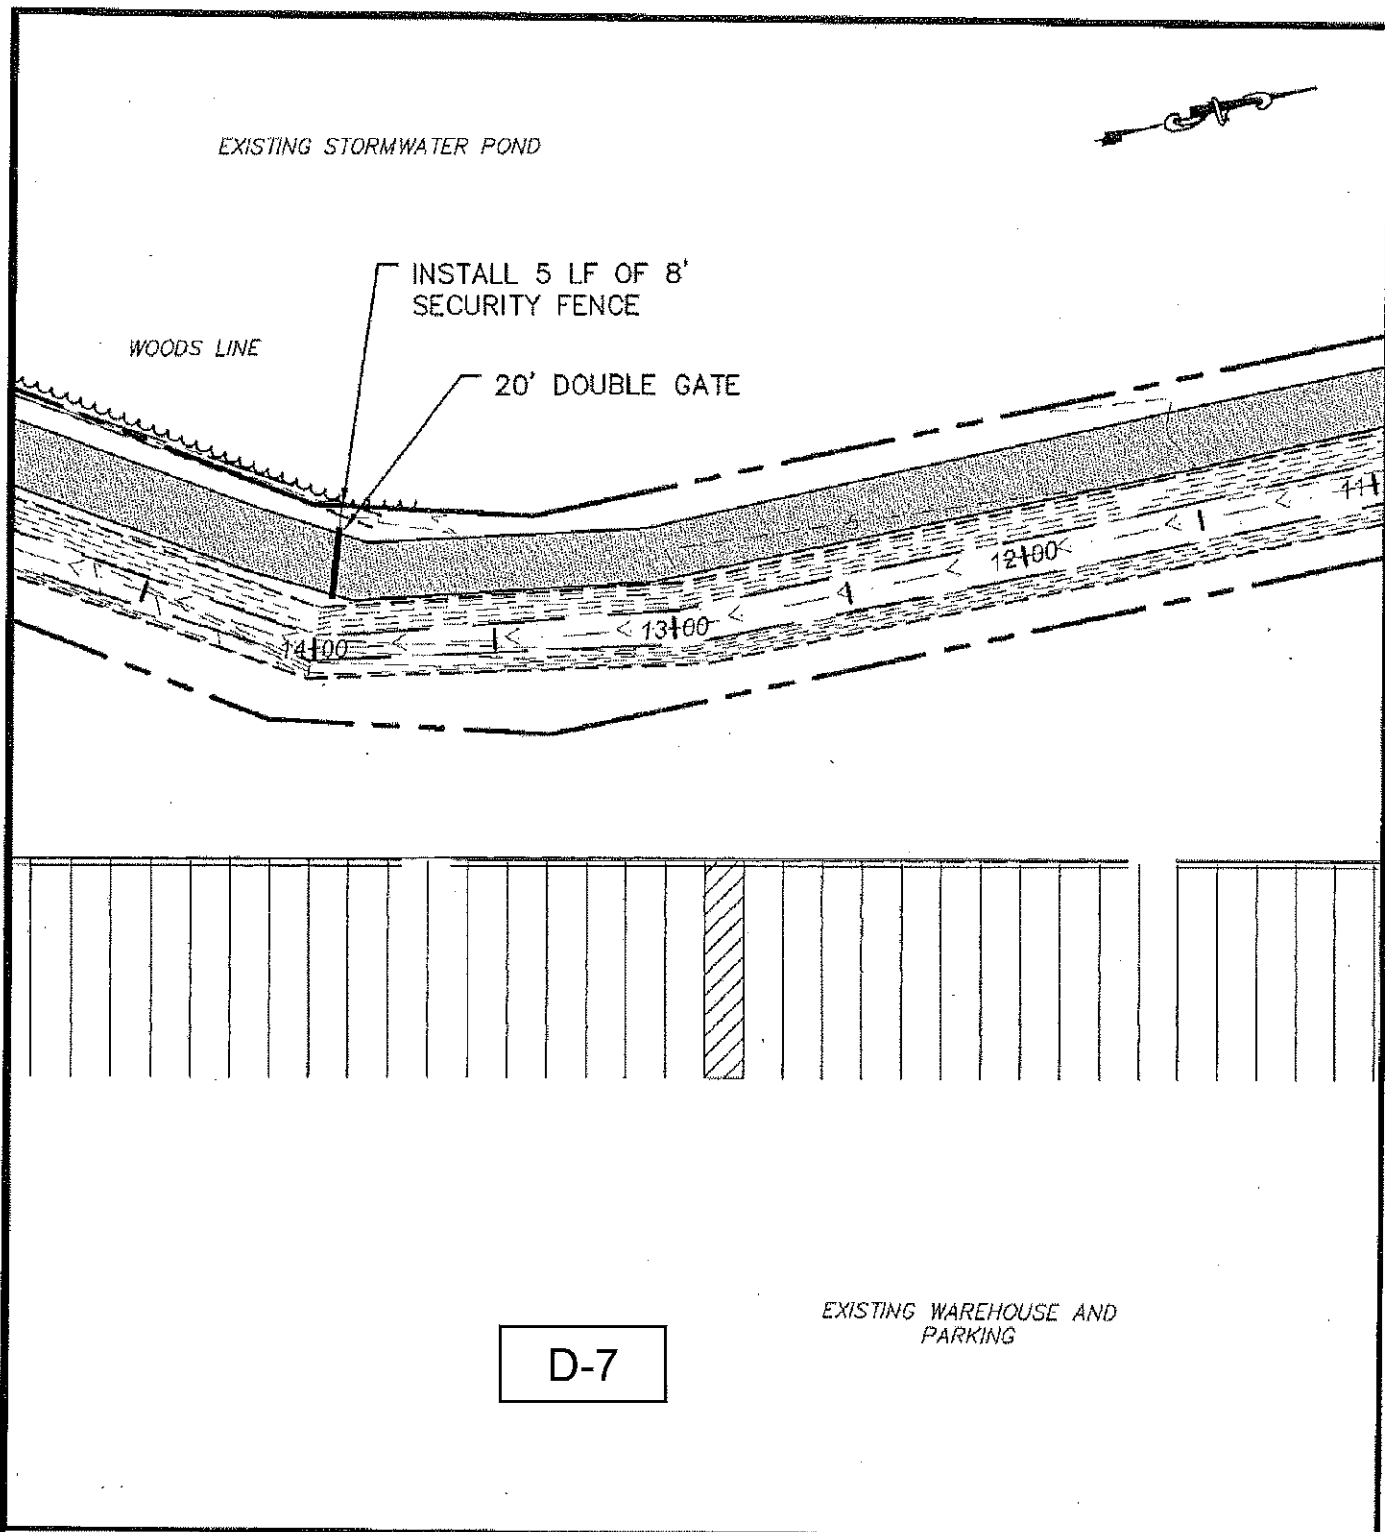 EXISTING STORMWATER POND
INSTALL 5 LF OF 8'
SECURITY FENCE
WOODS LINE
20' DOUBLE GATE
11
12+00
13+00
14+00
EXISTING WAREHOUSE AND
PARKING
D-7